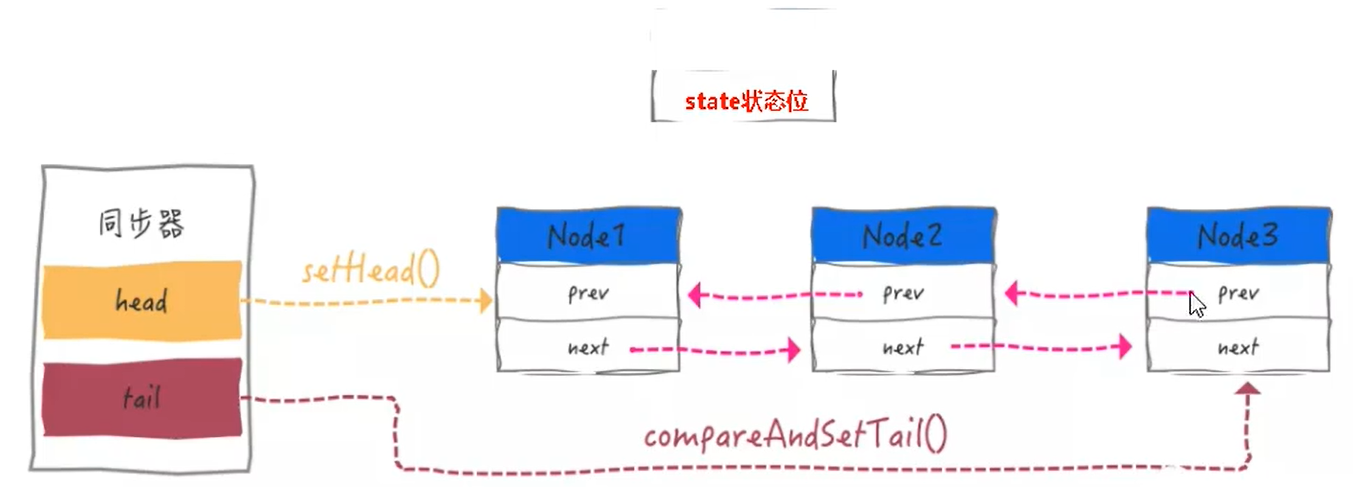 state状态位
同步器
head
tail
setHead()
Node1
prev
next
Node2
prev
next
Node3
prev
next
compareAndSetTail()